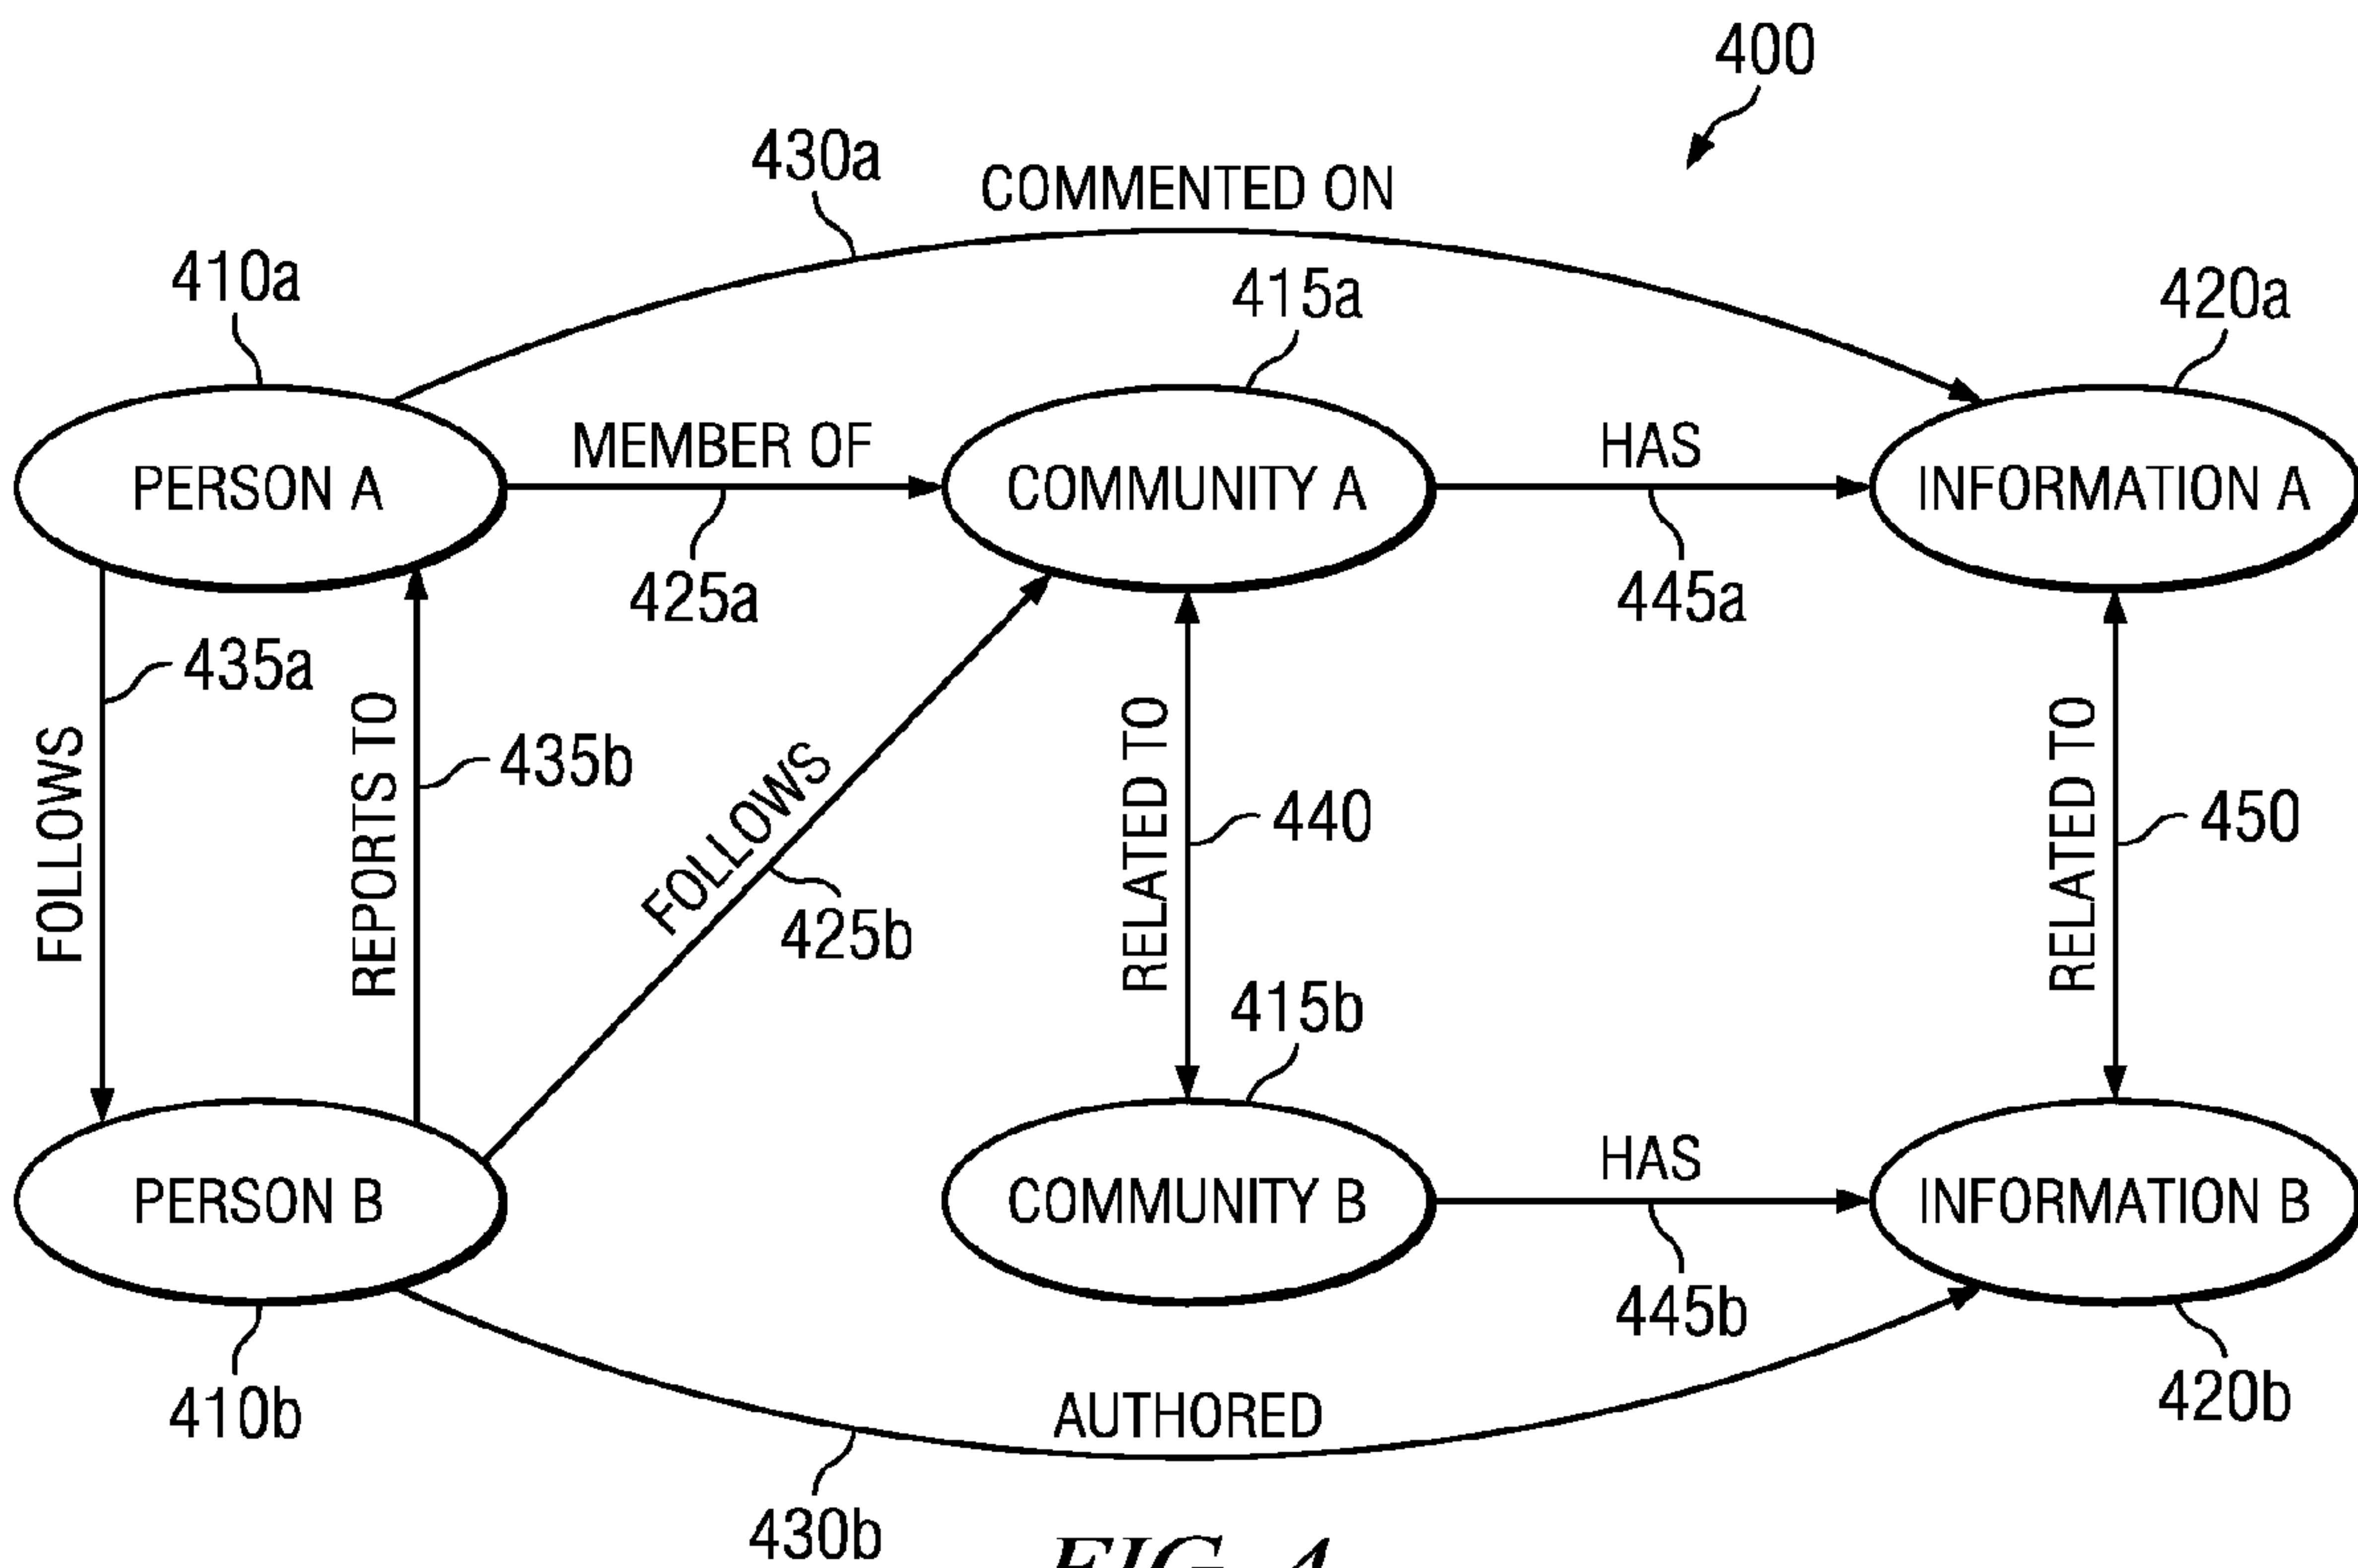 400
430a
COMMENTED ON
410a
415a
420a
PERSON A
MEMBER OF
COMMUNITY A
HAS
INFORMATION A
425a
445a
435a
FOLLOWS
REPORTS TO
435b
FOLLOWS
425b
RELATED TO
440
RELATED TO
450
415b
PERSON B
COMMUNITY B
HAS
INFORMATION B
445b
410b
AUTHORED
420b
430b
FIG. 4